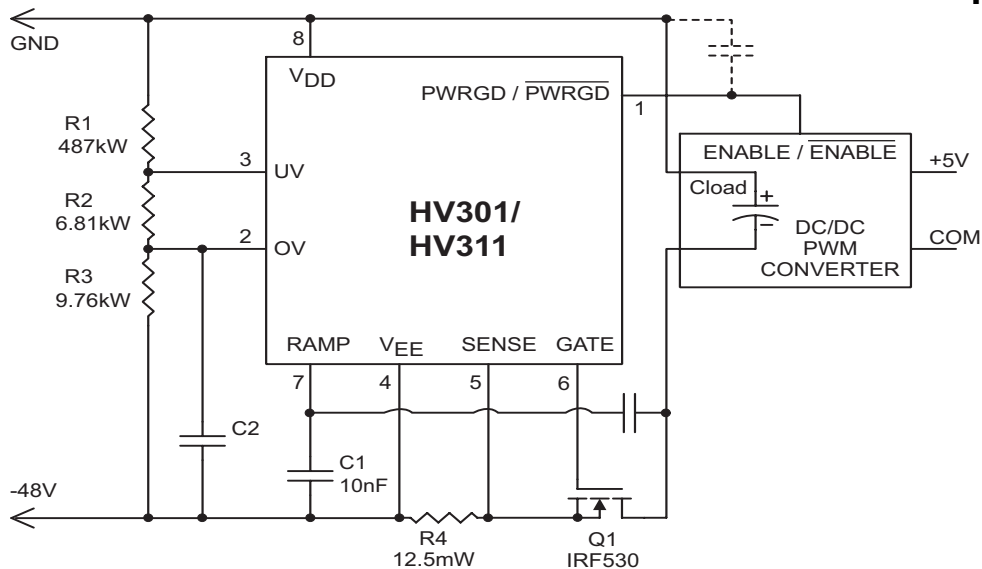 GND
8
VDD
PWRGD / PWRGD
1
R1
487kW
3
UV
ENABLE / ENABLE
+5V
Cload
+
−
R2
6.81kW
HV301/
HV311
2
OV
DC/DC
PWM
CONVERTER
COM
R3
9.76kW
RAMP
VEE
SENSE
GATE
7
4
5
6
C2
C1
10nF
-48V
R4
12.5mW
Q1
IRF530